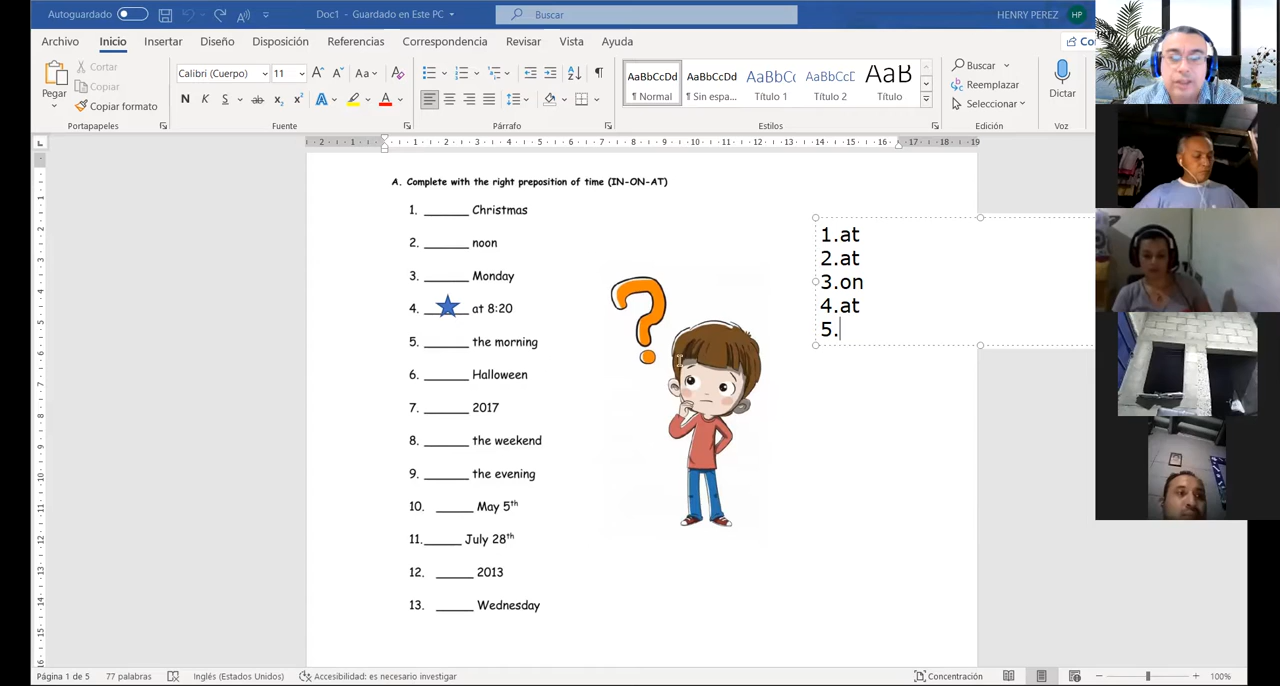 Autoguardado
Doc1 - Guardado en Este PC
Buscar
HENRY PEREZ
HP
Archivo Inicio Insertar Diseño Disposición Referencias Correspondencia Revisar Vista Ayuda
Pegar
Cortar
Copiar
Copiar formato
Portapapeles
Calibri (Cuerpo) 11
Fuente
Párrafo
AaBbCcDd AaBbCcDd AaBbCc AaBbCcD AaB
¶ Normal ¶ Sin espa... Título 1 Título 2 Título
Estilos
Buscar
Reemplazar
Seleccionar
Edición
Dictar
Voz
A. Complete with the right preposition of time (IN-ON-AT)
1. ______ Christmas
2. ______ noon
3. ______ Monday
4. ______ at 8:20
5. ______ the morning
6. ______ Halloween
7. ______ 2017
8. ______ the weekend
9. ______ the evening
10. _____ May 5th
11. _____ July 28th
12. _____ 2013
13. _____ Wednesday
1.at
2.at
3.on
4.at
5.
Página 1 de 5 77 palabras Inglés (Estados Unidos) Accesibilidad: es necesario investigar Concentración 100%